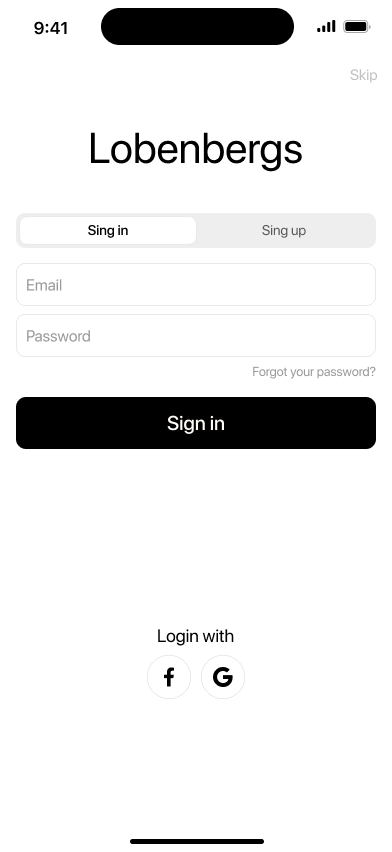 9:41
Skip
Lobenbergs
Sing in
Sing up
Email
Password
Forgot your password?
Sign in
Login with